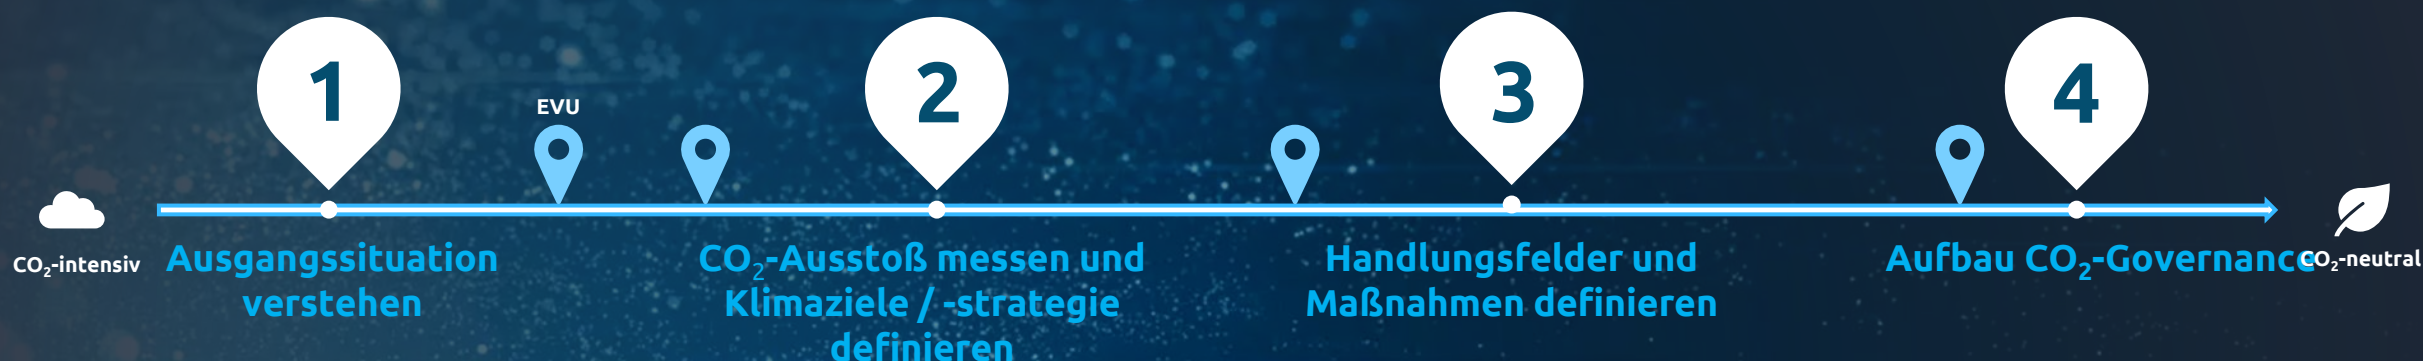 1
EVU
2
3
4
CO₂-intensiv
Ausgangssituation
verstehen
CO₂-Ausstoß messen und
Klimaziele / -strategie
definieren
Handlungsfelder und
Maßnahmen definieren
Aufbau CO₂-Governance
CO₂-neutral